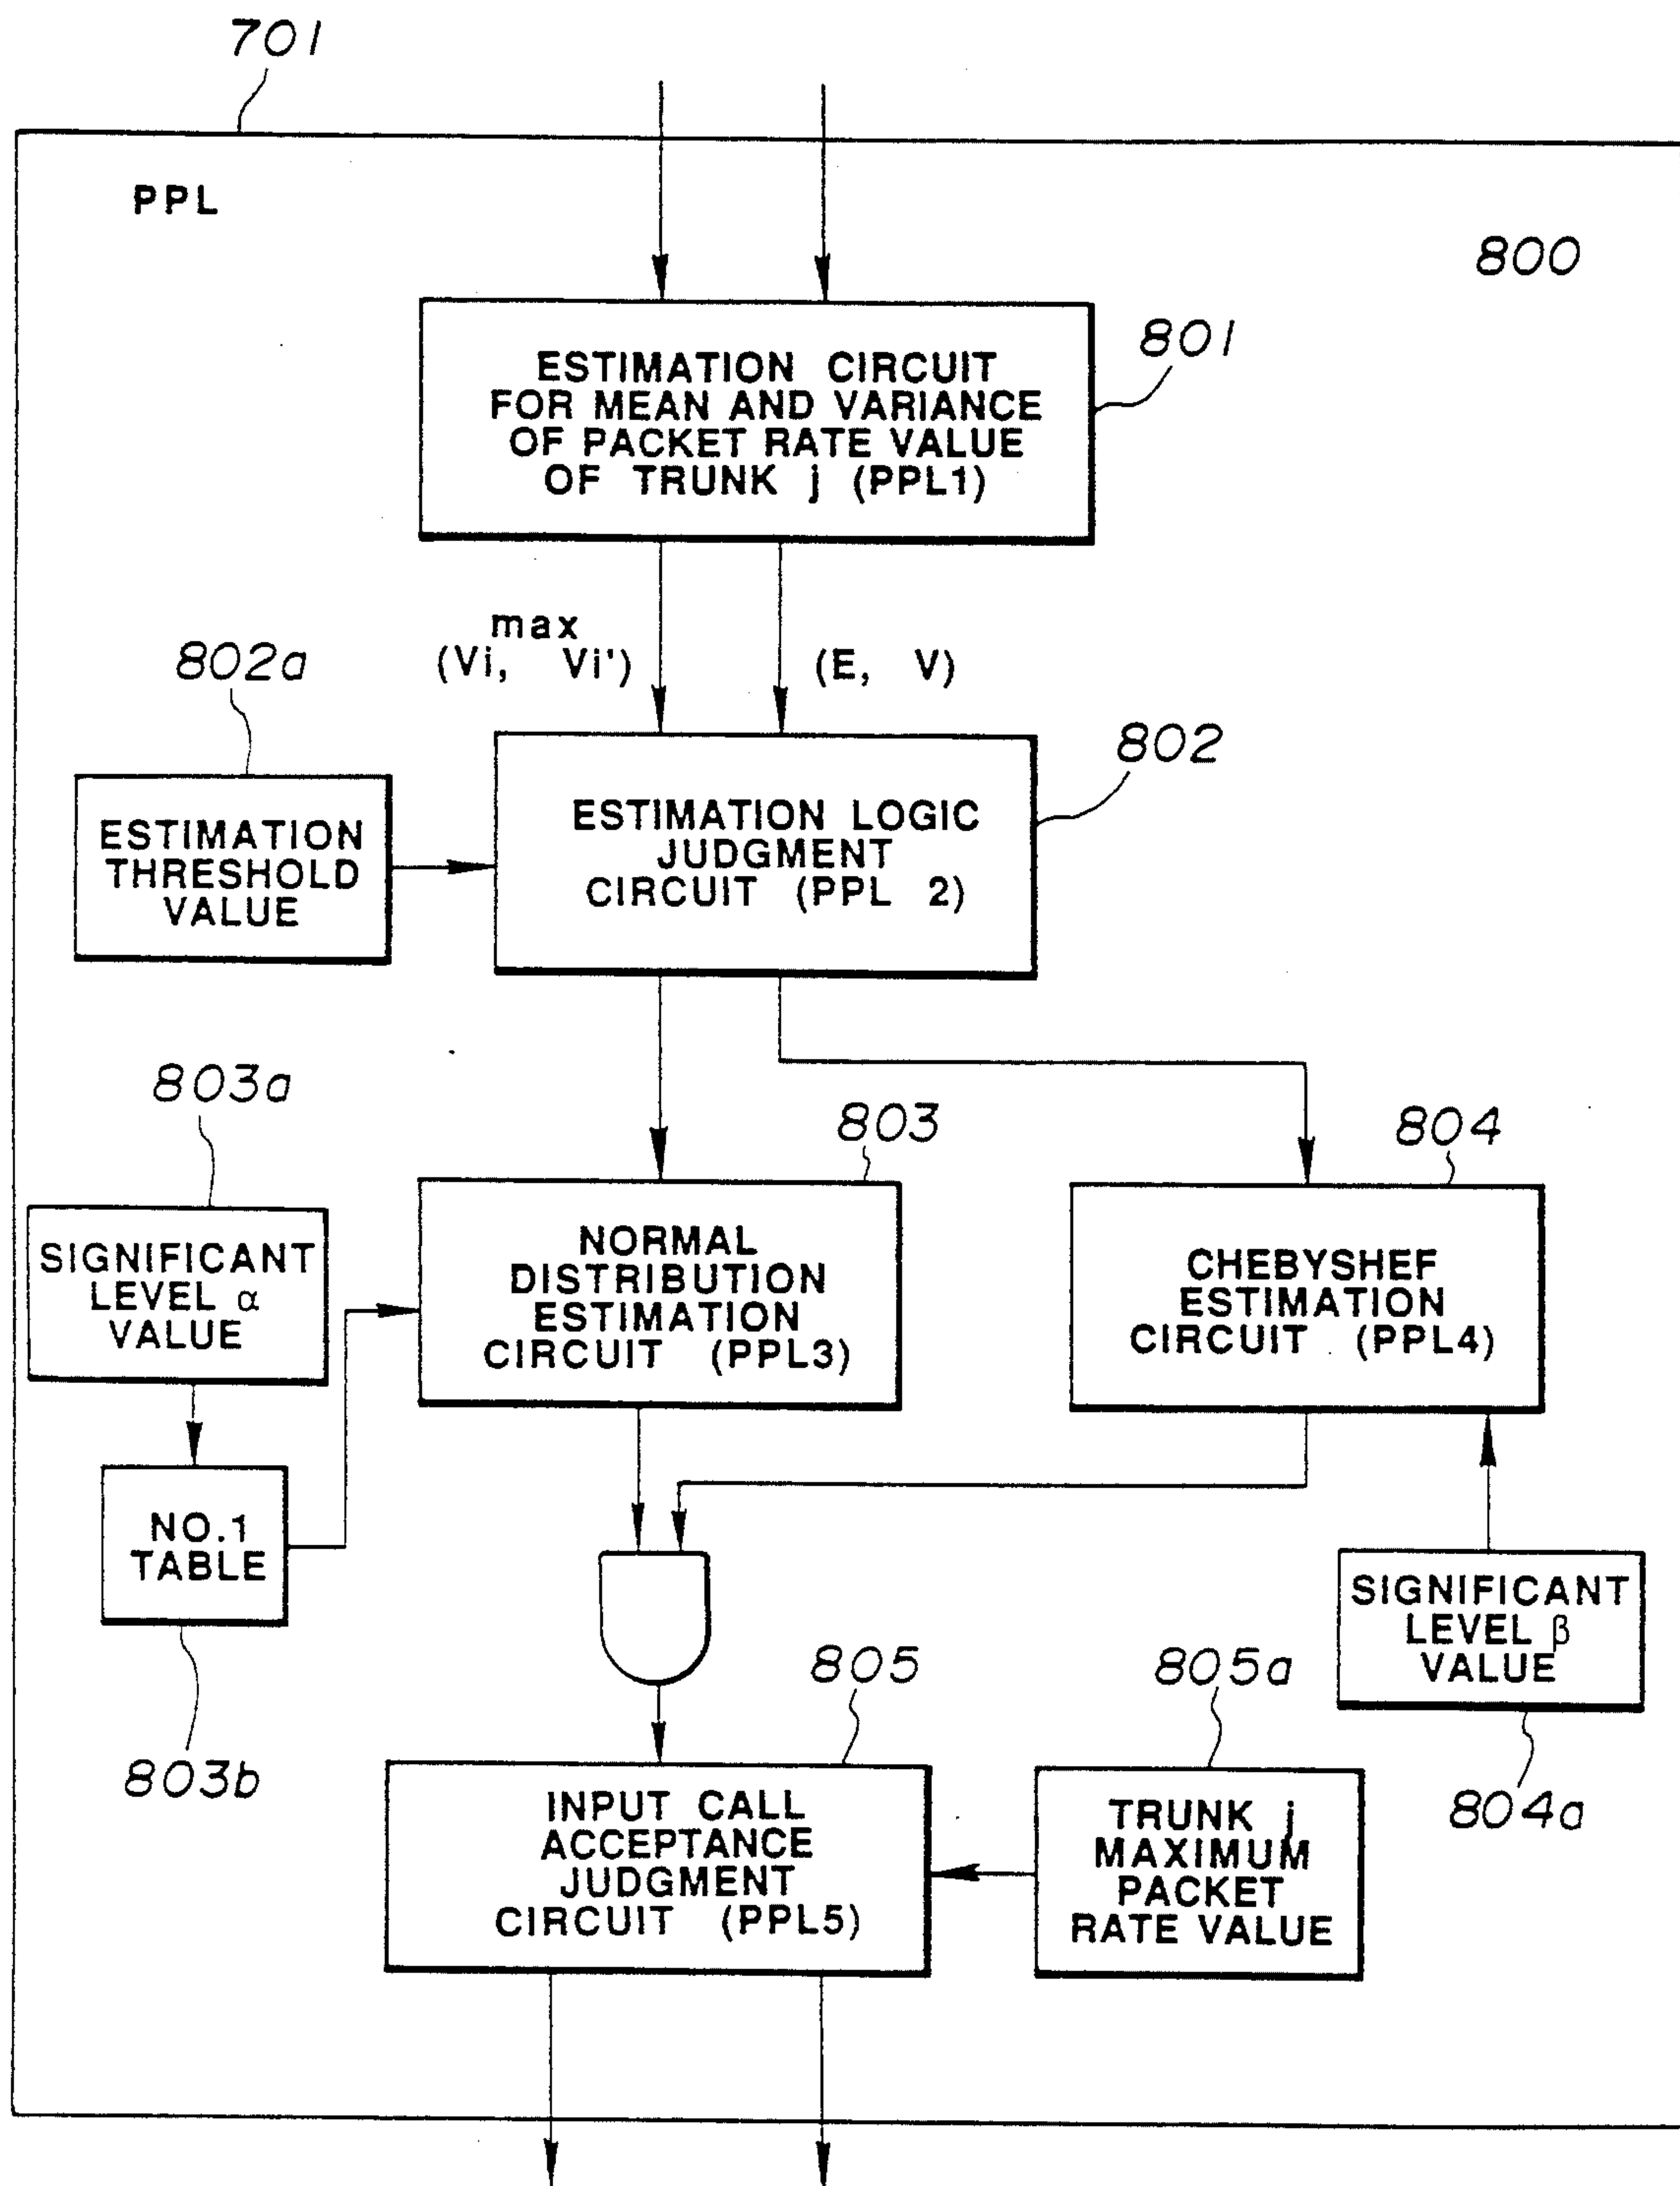 701
PPL
800
ESTIMATION CIRCUIT
FOR MEAN AND VARIANCE
OF PACKET RATE VALUE
OF TRUNK j (PPL1)
801
max
(Vi, Vi')
(E, V)
802a
802
ESTIMATION
THRESHOLD
VALUE
ESTIMATION LOGIC
JUDGMENT
CIRCUIT (PPL 2)
803a
803
804
SIGNIFICANT
LEVEL α
VALUE
NORMAL
DISTRIBUTION
ESTIMATION
CIRCUIT (PPL3)
CHEBYSHEF
ESTIMATION
CIRCUIT (PPL4)
NO.1
TABLE
803b
SIGNIFICANT
LEVEL β
VALUE
804a
805
805a
INPUT CALL
ACCEPTANCE
JUDGMENT
CIRCUIT (PPL5)
TRUNK j
MAXIMUM
PACKET
RATE VALUE